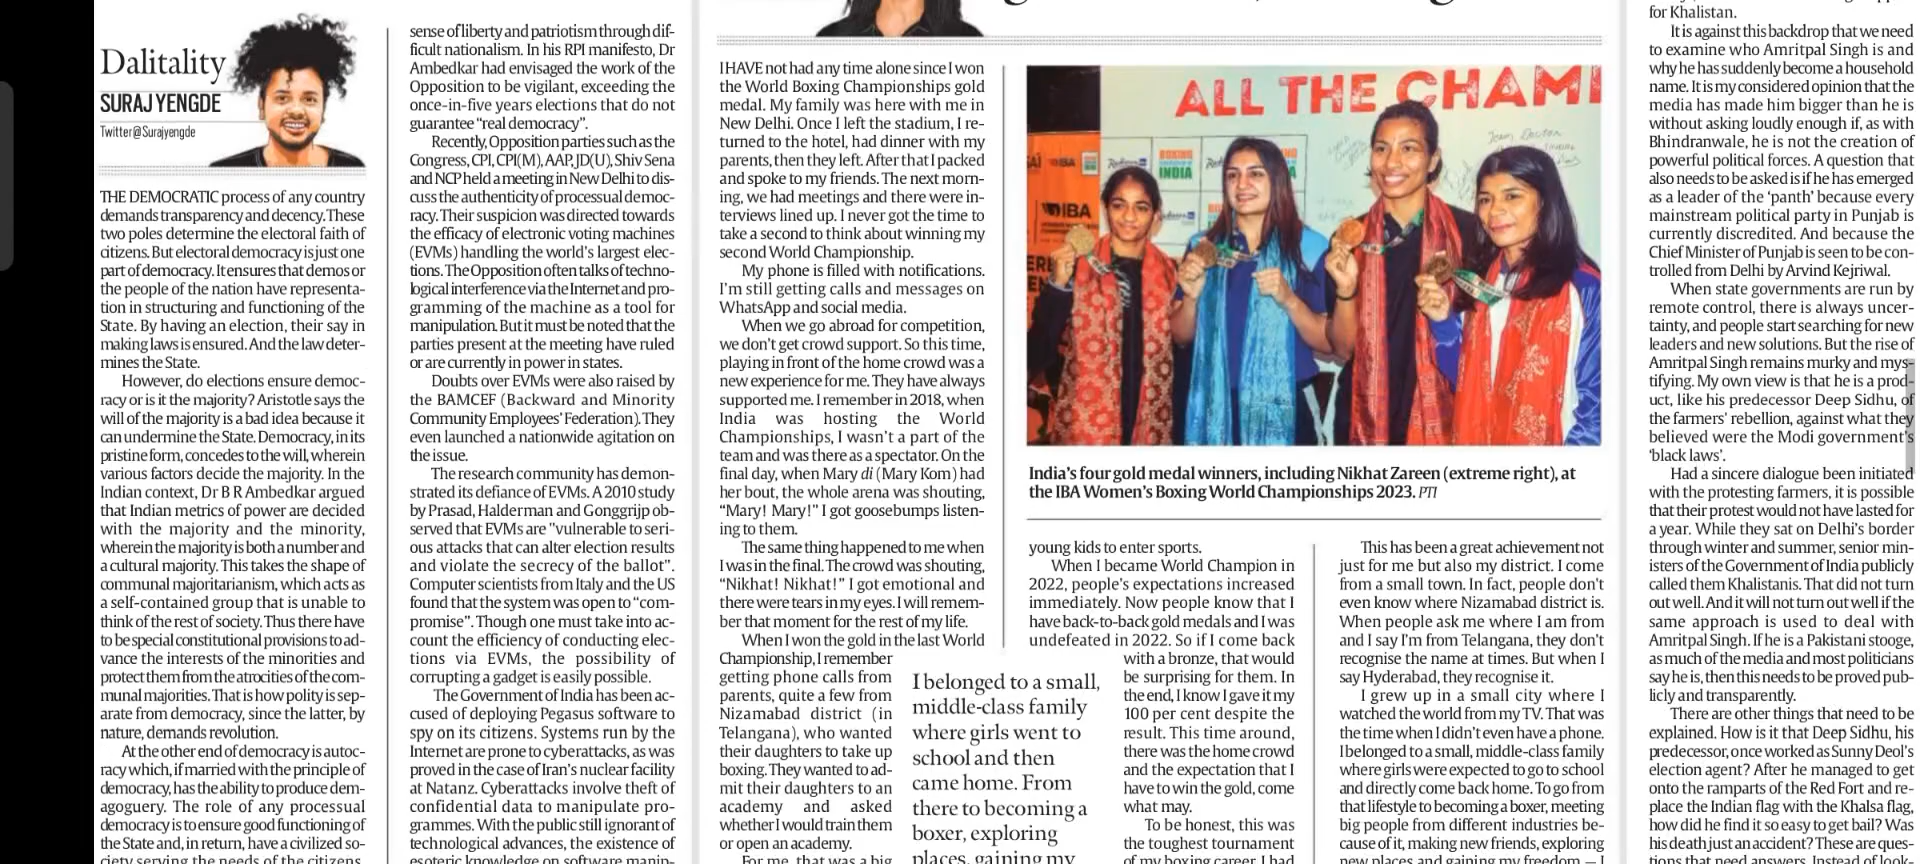 Dalitality
SURAJ YENGDE
Twitter@Surajyengde
THE DEMOCRATIC process of any country
demands transparency and decency. These
two poles determine the electoral faith of
citizens. But electoral democracy is just one
part of democracy. It ensures that demos or
the people of the nation have representa-
tion in structuring and functioning of the
State. By having an election, their say in
making laws is ensured. And the law deter-
mines the State.
However, do elections ensure democ-
racy or is it the majority? Aristotle says the
will of the majority is a bad idea because it
can undermine the State. Democracy, in its
pristine form, concedes to the will, wherein
various factors decide the majority. In the
Indian context, Dr B R Ambedkar argued
that Indian metrics of power are decided
with the majority and the minority,
wherein the majority is both a number and
a cultural majority. This takes the shape of
communal majoritarianism, which acts as
a self-contained group that is unable to
think of the rest of society. Thus there have
to be special constitutional provisions to ad-
vance the interests of the minorities and
protect them from the atrocities of the com-
munal majorities. That is how polity is sep-
arate from democracy, since the latter, by
nature, demands revolution.
At the other end of democracy is autoc-
racy which, if married with the principle of
democracy, has the ability to produce dem-
agoguery. The role of any processual
democracy is to ensure good functioning of
the State and, in return, have a civilized so-
ciety serving the needs of the citizens.
sense of liberty and patriotism through dif-
ficult nationalism. In his RPI manifesto, Dr
Ambedkar had envisaged the work of the
Opposition to be vigilant, exceeding the
once-in-five years elections that do not
guarantee “real democracy”.
Recently, Opposition parties such as the
Congress, CPI, CPI(M), AAP, JD(U), Shiv Sena
and NCP held a meeting in New Delhi to dis-
cuss the authenticity of processual democ-
racy. Their suspicion was directed towards
the efficacy of electronic voting machines
(EVMs) handling the world’s largest elec-
tions. The Opposition often talks of techno-
logical interference via the Internet and pro-
gramming of the machine as a tool for
manipulation. But it must be noted that the
parties present at the meeting have ruled
or are currently in power in states.
Doubts over EVMs were also raised by
the BAMCEF (Backward and Minority
Community Employees’ Federation). They
even launched a nationwide agitation on
the issue.
The research community has demon-
strated its defiance of EVMs. A 2010 study
by Prasad, Halderman and Gonggrijp ob-
served that EVMs are “vulnerable to seri-
ous attacks that can alter election results
and violate the secrecy of the ballot”.
Computer scientists from Italy and the US
found that the system was open to “com-
promise”. Though one must take into ac-
count the efficiency of conducting elec-
tions via EVMs, the possibility of
corrupting a gadget is easily possible.
The Government of India has been ac-
cused of deploying Pegasus software to
spy on its citizens. Systems run by the
Internet are prone to cyberattacks, as was
proved in the case of Iran’s nuclear facility
at Natanz. Cyberattacks involve theft of
confidential data to manipulate pro-
grammes. With the public still ignorant of
technological advances, the existence of
esoteric knowledge on software manip-
I HAVE not had any time alone since I won
the World Boxing Championships gold
medal. My family was here with me in
New Delhi. Once I left the stadium, I re-
turned to the hotel, had dinner with my
parents, then they left. After that I packed
and spoke to my friends. The next morn-
ing, we had meetings and there were in-
terviews lined up. I never got the time to
take a second to think about winning my
second World Championship.
My phone is filled with notifications.
I’m still getting calls and messages on
WhatsApp and social media.
When we go abroad for competition,
we don’t get crowd support. So this time,
playing in front of the home crowd was a
new experience for me. They have always
supported me. I remember in 2018, when
India was hosting the World
Championships, I wasn’t a part of the
team and was there as a spectator. On the
final day, when Mary di (Mary Kom) had
her bout, the whole arena was shouting,
“Mary! Mary!” I got goosebumps listen-
ing to them.
The same thing happened to me when
I was in the final. The crowd was shouting,
“Nikhat! Nikhat!” I got emotional and
there were tears in my eyes. I will remem-
ber that moment for the rest of my life.
When I won the gold in the last World
Championship, I remember
getting phone calls from
parents, quite a few from
Nizamabad district (in
Telangana), who wanted
their daughters to take up
boxing. They wanted to ad-
mit their daughters to an
academy and asked
whether I would train them
or open an academy.
For me, that was a big
ALL THE CHAMI
Team Doctor
IBA
BOXING
INDIA
IBA
India’s four gold medal winners, including Nikhat Zareen (extreme right), at
the IBA Women’s Boxing World Championships 2023. PTI
I belonged to a small,
middle-class family
where girls went to
school and then
came home. From
there to becoming a
boxer, exploring
places, gaining my
young kids to enter sports.
When I became World Champion in
2022, people’s expectations increased
immediately. Now people know that I
have back-to-back gold medals and I was
undefeated in 2022. So if I come back
with a bronze, that would
be surprising for them. In
the end, I know I gave it my
100 per cent despite the
result. This time around,
there was the home crowd
and the expectation that I
have to win the gold, come
what may.
To be honest, this was
the toughest tournament
of my boxing career. I had
This has been a great achievement not
just for me but also my district. I come
from a small town. In fact, people don’t
even know where Nizamabad district is.
When people ask me where I am from
and I say I’m from Telangana, they don’t
recognise the name at times. But when I
say Hyderabad, they recognise it.
I grew up in a small city where I
watched the world from my TV. That was
the time when I didn’t even have a phone.
I belonged to a small, middle-class family
where girls were expected to go to school
and directly come back home. To go from
that lifestyle to becoming a boxer, meeting
big people from different industries be-
cause of it, making new friends, exploring
new places and gaining my freedom — I
for Khalistan.
It is against this backdrop that we need
to examine who Amritpal Singh is and
why he has suddenly become a household
name. It is my considered opinion that the
media has made him bigger than he is
without asking loudly enough if, as with
Bhindranwale, he is not the creation of
powerful political forces. A question that
also needs to be asked is if he has emerged
as a leader of the ‘panth’ because every
mainstream political party in Punjab is
currently discredited. And because the
Chief Minister of Punjab is seen to be con-
trolled from Delhi by Arvind Kejriwal.
When state governments are run by
remote control, there is always uncer-
tainty, and people start searching for new
leaders and new solutions. But the rise of
Amritpal Singh remains murky and mys-
tifying. My own view is that he is a prod-
uct, like his predecessor Deep Sidhu, of
the farmers’ rebellion, against what they
believed were the Modi government’s
‘black laws’.
Had a sincere dialogue been initiated
with the protesting farmers, it is possible
that their protest would not have lasted for
a year. While they sat on Delhi’s border
through winter and summer, senior min-
isters of the Government of India publicly
called them Khalistanis. That did not turn
out well. And it will not turn out well if the
same approach is used to deal with
Amritpal Singh. If he is a Pakistani stooge,
as much of the media and most politicians
say he is, then this needs to be proved pub-
licly and transparently.
There are other things that need to be
explained. How is it that Deep Sidhu, his
predecessor, once worked as Sunny Deol’s
election agent? After he managed to get
onto the ramparts of the Red Fort and re-
place the Indian flag with the Khalsa flag,
how did he find it so easy to get bail? Was
his death just an accident? These are ques-
tions that need answers. Instead of look-